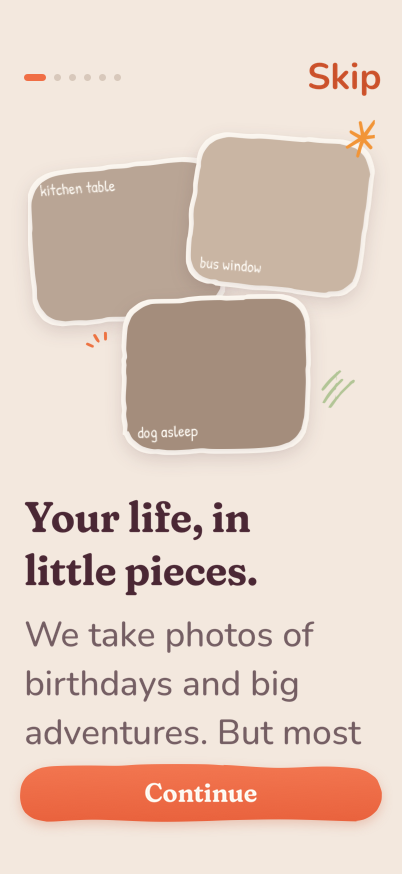 Skip
kitchen table
bus window
dog asleep
Your life, in
little pieces.
We take photos of
birthdays and big
adventures. But most
Continue